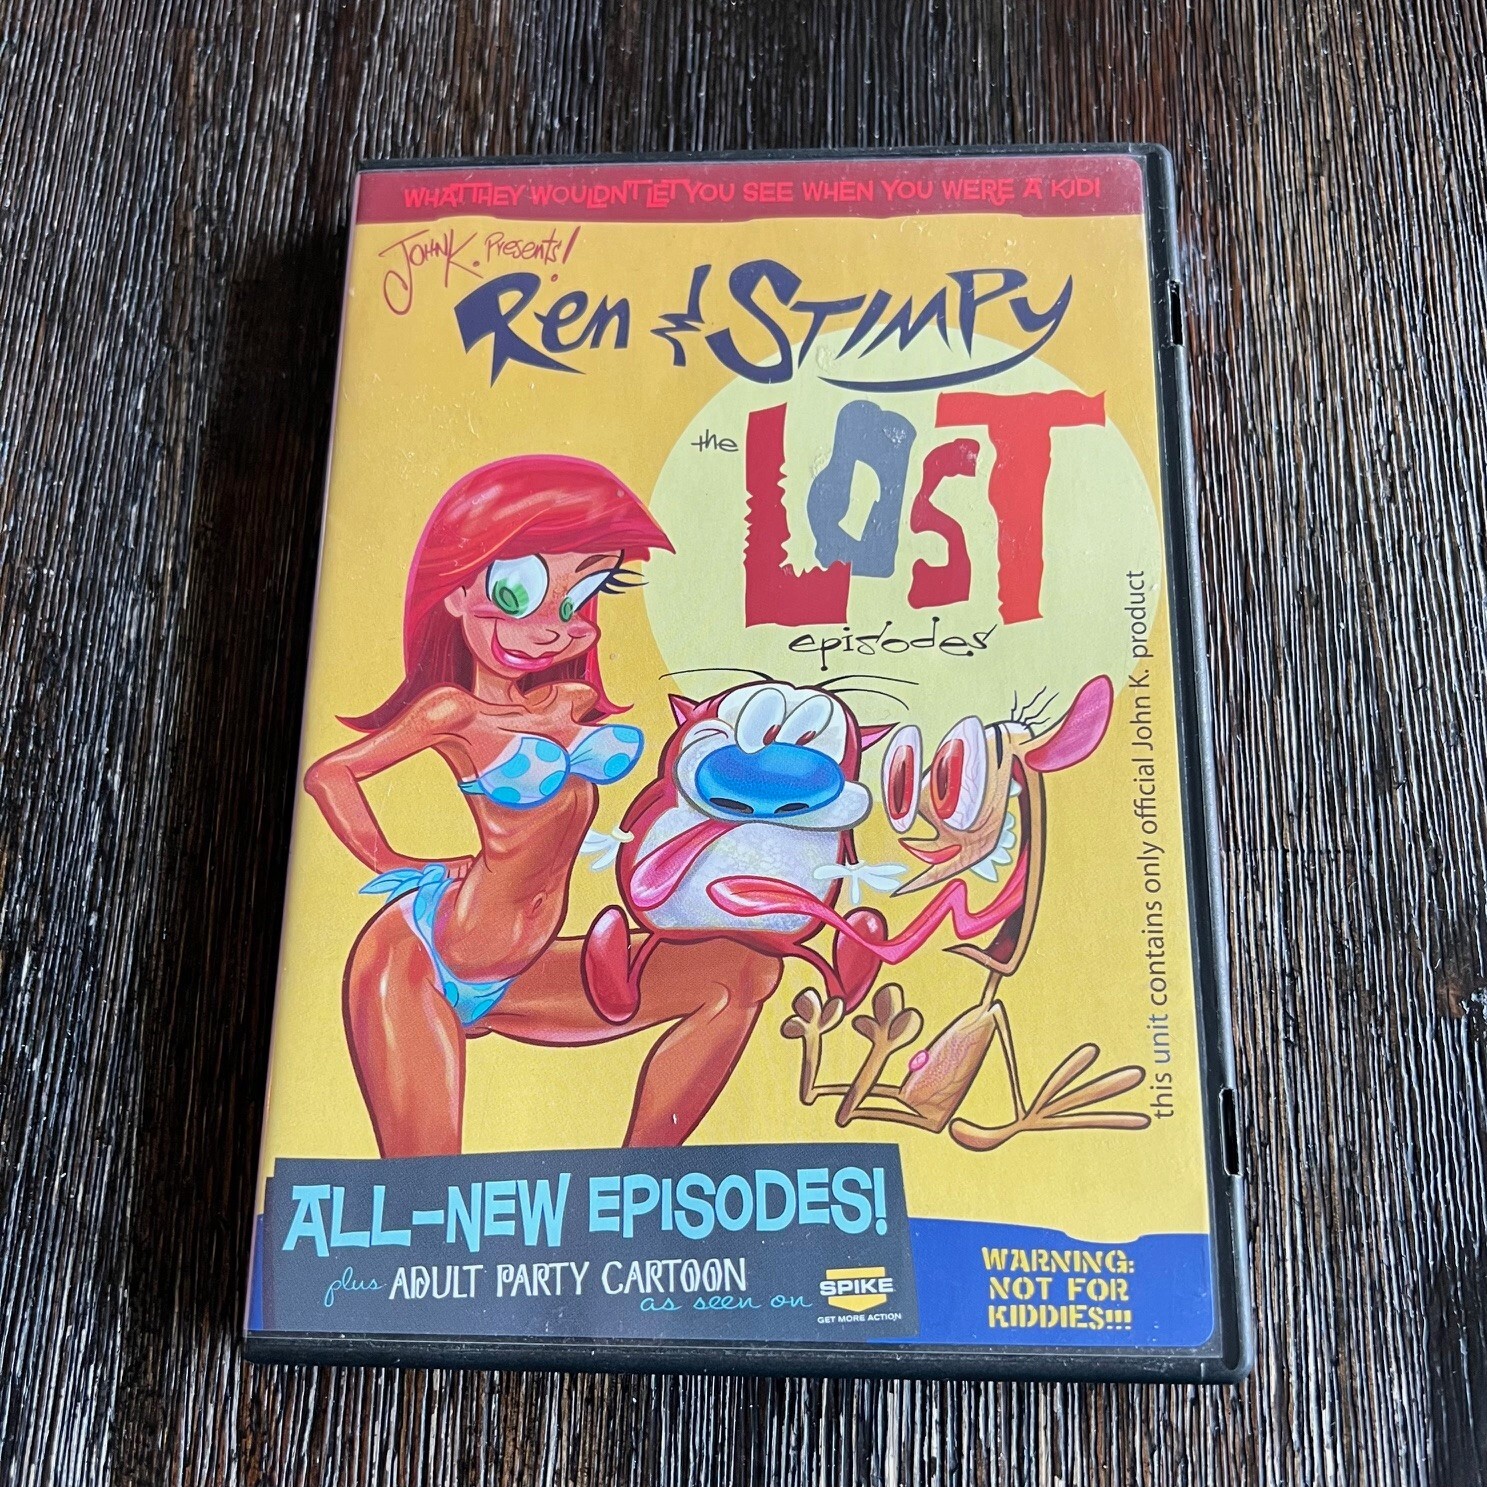 WHAT THEY WOULDN'T LET YOU SEE WHEN YOU WERE A KID!
JOHN K. Presents!
Ren & STIMPY
the
LOST
episodes
this unit contains only official John K. product
ALL-NEW EPISODES!
plus ADULT PARTY CARTOON
as seen on
SPIKE
GET MORE ACTION
WARNING:
NOT FOR
KIDDIES!!!